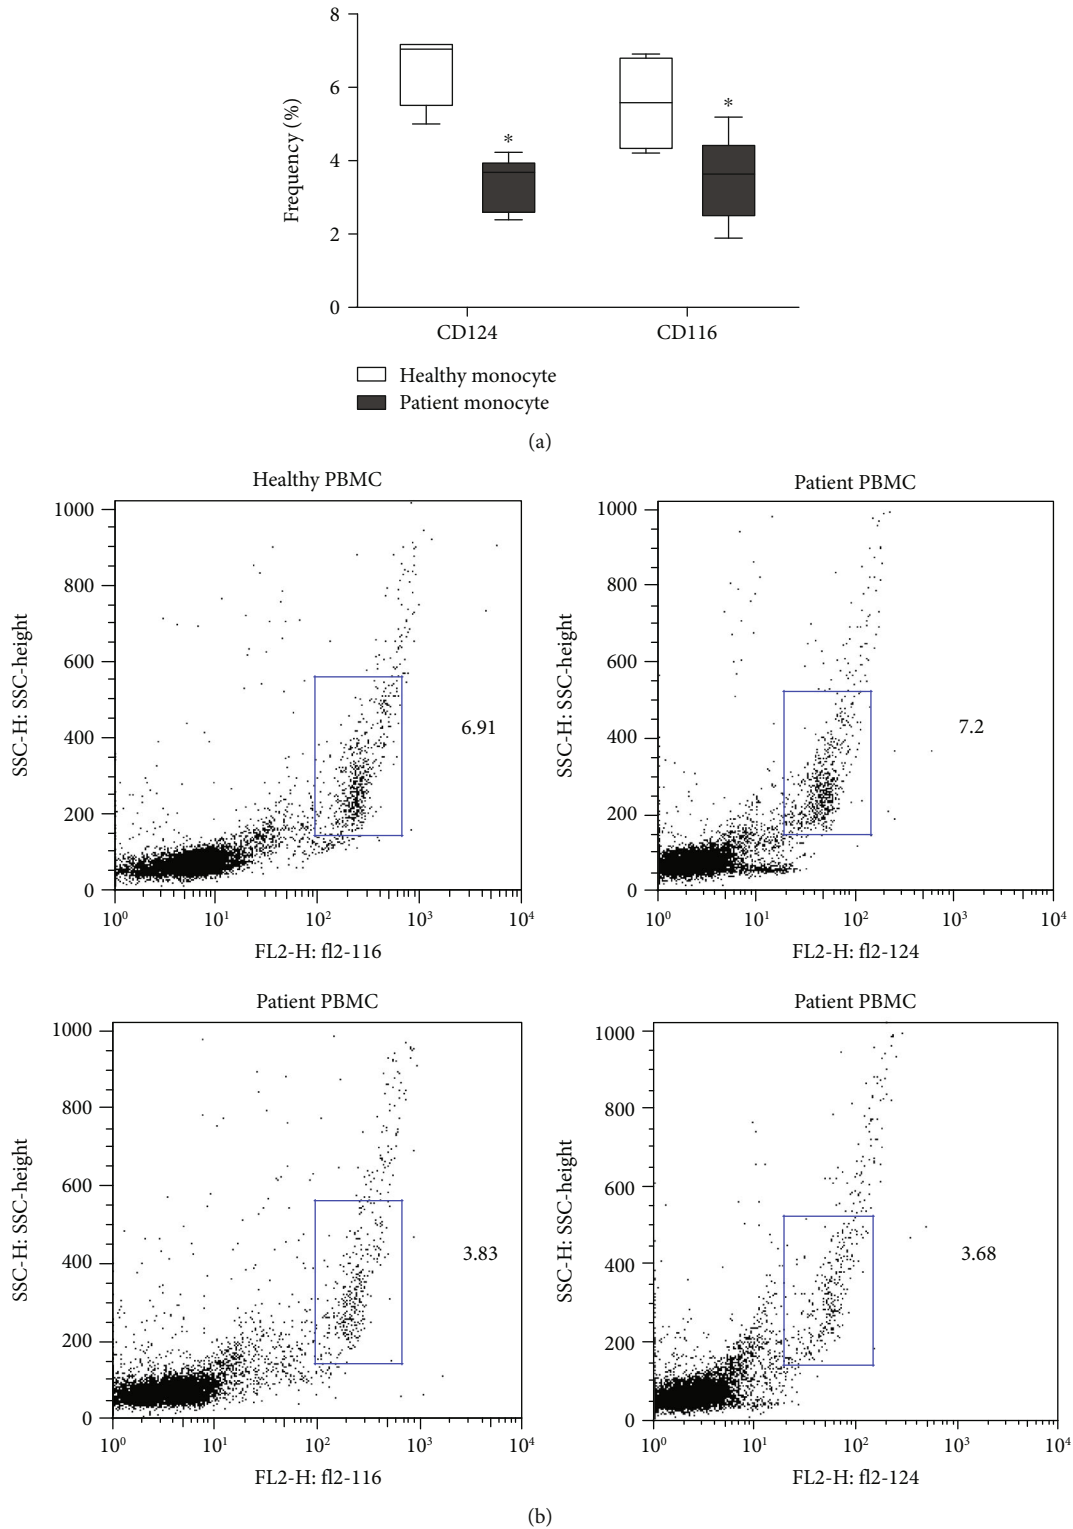 8
6
4
2
0
Frequency (%)
*
*
CD124
CD116
Healthy monocyte
Patient monocyte
(a)
Healthy PBMC
1000
800
600
400
200
0
SSC-H: SSC-height
6.91
10⁰
10¹
10²
10³
10⁴
FL2-H: fl2-116
Patient PBMC
1000
800
600
400
200
0
SSC-H: SSC-height
7.2
10⁰
10¹
10²
10³
10⁴
FL2-H: fl2-124
Patient PBMC
1000
800
600
400
200
0
SSC-H: SSC-height
3.83
10⁰
10¹
10²
10³
10⁴
FL2-H: fl2-116
Patient PBMC
1000
800
600
400
200
0
SSC-H: SSC-height
3.68
10⁰
10¹
10²
10³
10⁴
FL2-H: fl2-124
(b)